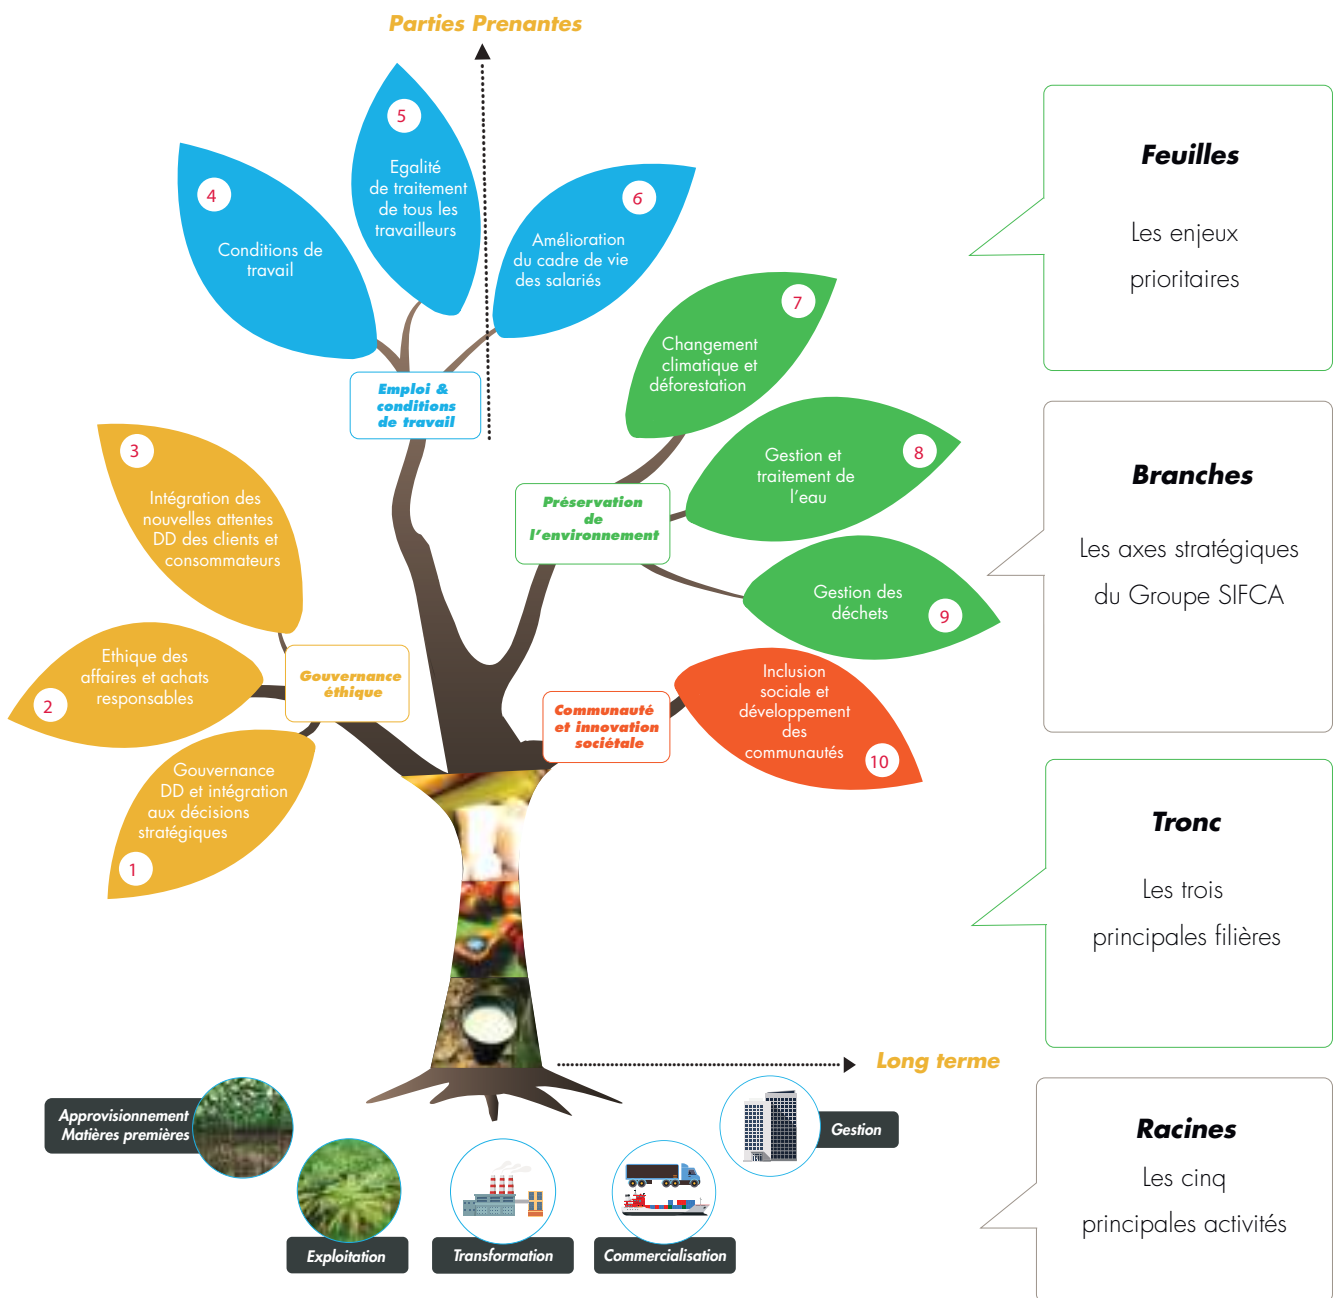 Parties Prenantes
5
Egalité
de traitement
de tous les
travailleurs
4
Conditions de
travail
6
Amélioration
du cadre de vie
des salariés
Emploi &
conditions
de travail
7
Changement
climatique et
déforestation
8
Gestion et
traitement de
l'eau
Préservation
de
l'environnement
9
Gestion des
déchets
3
Intégration des
nouvelles attentes
DD des clients et
consommateurs
2
Ethique des
affaires et achats
responsables
Gouvernance
éthique
1
Gouvernance
DD et intégration
aux décisions
stratégiques
Communauté
et innovation
sociétale
Inclusion
sociale et
développement
des
communautés
10
Long terme
Approvisionnement
Matières premières
Exploitation
Transformation
Commercialisation
Gestion
Feuilles
Les enjeux
prioritaires
Branches
Les axes stratégiques
du Groupe SIFCA
Tronc
Les trois
principales filières
Racines
Les cinq
principales activités